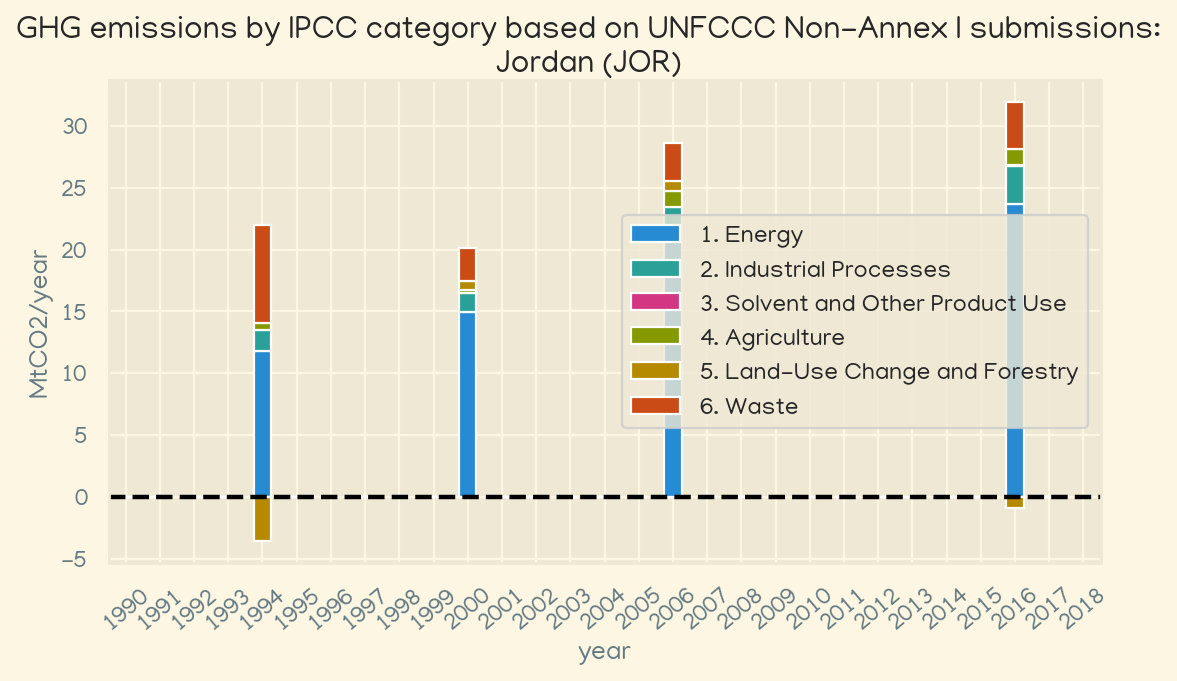 GHG emissions by IPCC category based on UNFCCC Non-Annex I submissions:
Jordan (JOR)
MtCO2/year
30
25
20
15
10
5
0
−5
1. Energy
2. Industrial Processes
3. Solvent and Other Product Use
4. Agriculture
5. Land-Use Change and Forestry
6. Waste
1990 1991 1992 1993 1994 1995 1996 1997 1998 1999 2000 2001 2002 2003 2004 2005 2006 2007 2008 2009 2010 2011 2012 2013 2014 2015 2016 2017 2018
year